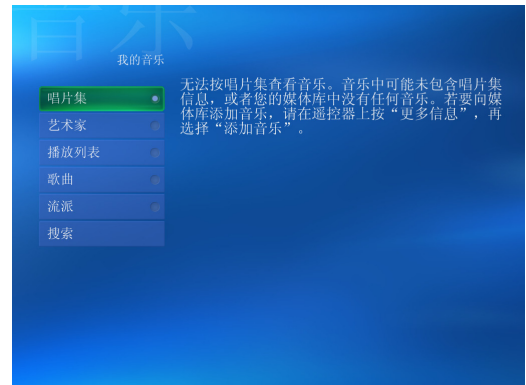 音乐
我的音乐
唱片集
艺术家
播放列表
歌曲
流派
搜索
无法按唱片集查看音乐。音乐中可能未包含唱片集
信息，或者您的媒体库中没有任何音乐。若要向媒
体库添加音乐，请在遥控器上按“更多信息”，再
选择“添加音乐”。